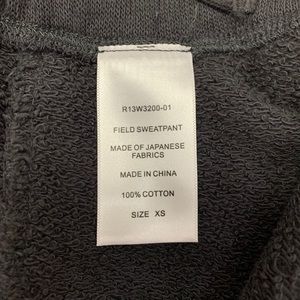 R13W3200-01
FIELD SWEATPANT
MADE OF JAPANESE
FABRICS
MADE IN CHINA
100% COTTON
SIZE XS